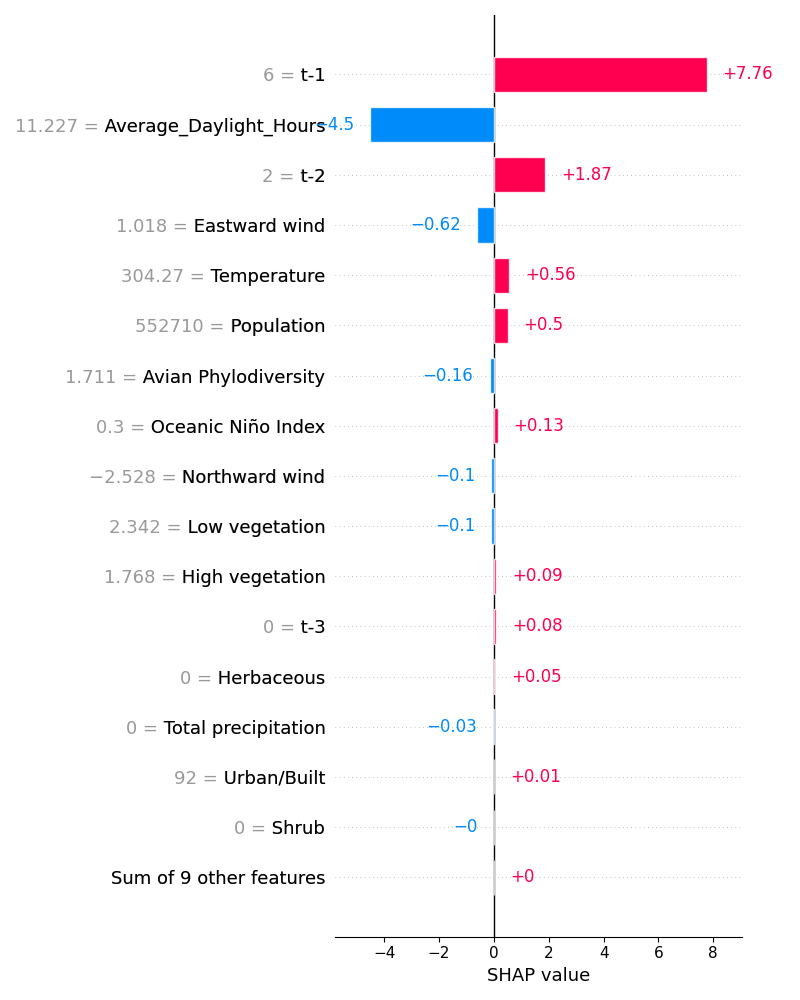 6 = t-1 +7.76
11.227 = Average_Daylight_Hours −4.5
2 = t-2 +1.87
1.018 = Eastward wind −0.62
304.27 = Temperature +0.56
552710 = Population +0.5
1.711 = Avian Phylodiversity −0.16
0.3 = Oceanic Niño Index +0.13
−2.528 = Northward wind −0.1
2.342 = Low vegetation −0.1
1.768 = High vegetation +0.09
0 = t-3 +0.08
0 = Herbaceous +0.05
0 = Total precipitation −0.03
92 = Urban/Built +0.01
0 = Shrub −0
Sum of 9 other features +0
−4 −2 0 2 4 6 8
SHAP value